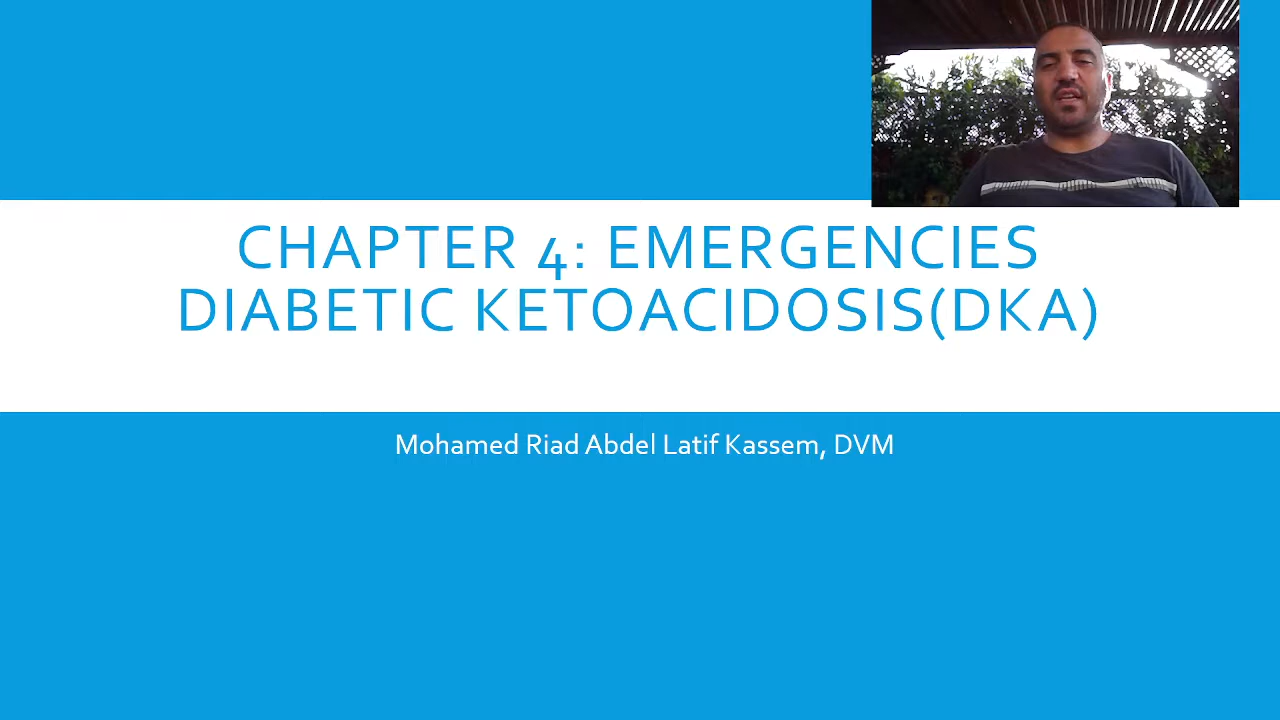 CHAPTER 4: EMERGENCIES
DIABETIC KETOACIDOSIS(DKA)
Mohamed Riad Abdel Latif Kassem, DVM